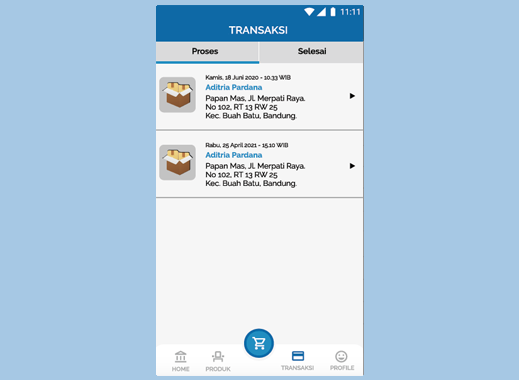 11:11
TRANSAKSI
Proses
Selesai
Kamis, 18 Juni 2020 - 10.33 WIB
Aditria Pardana
Papan Mas, Jl. Merpati Raya.
No 102, RT 13 RW 25
Kec. Buah Batu, Bandung.
Rabu, 25 April 2021 - 15.10 WIB
Aditria Pardana
Papan Mas, Jl. Merpati Raya.
No 102, RT 13 RW 25
Kec. Buah Batu, Bandung.
HOME
PRODUK
TRANSAKSI
PROFILE